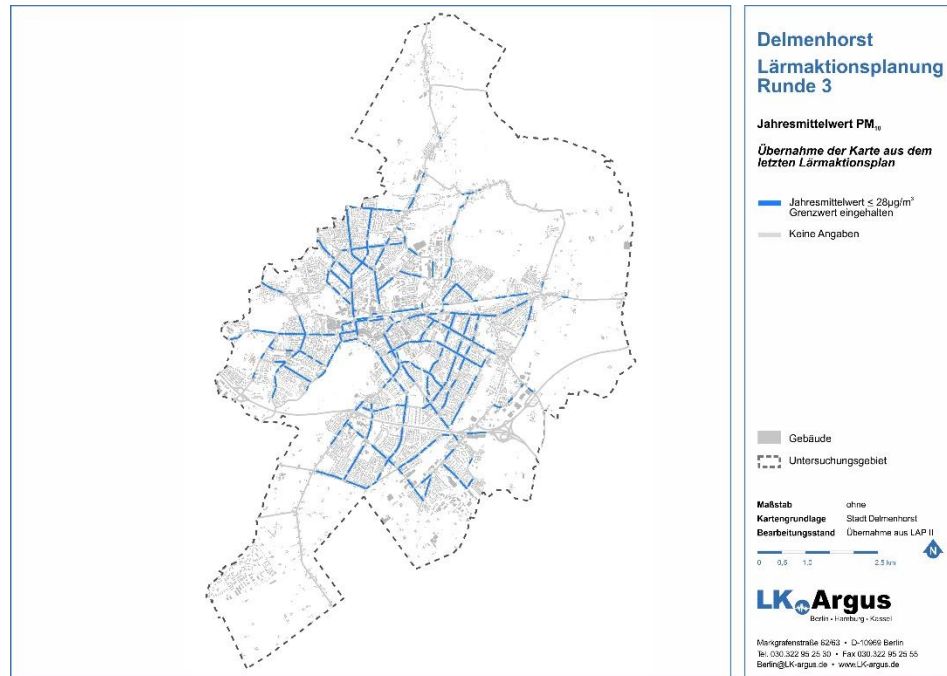 Delmenhorst
Lärmaktionsplanung
Runde 3
Jahresmittelwert PM₁₀
Übernahme der Karte aus dem
letzten Lärmaktionsplan
Jahresmittelwert ≤ 28µg/m³
Grenzwert eingehalten
Keine Angaben
Gebäude
Untersuchungsgebiet
Maßstab ohne
Kartengrundlage Stadt Delmenhorst
Bearbeitungsstand Übernahme aus LAP II
N
0 0,6 1,0 2,5 km
LK Argus
Berlin • Hamburg • Kassel
Markgrafenstraße 62/63 • D-10969 Berlin
Tel. 030.322 95 25 30 • Fax 030.322 95 25 55
Berlin@LK-argus.de • www.LK-argus.de